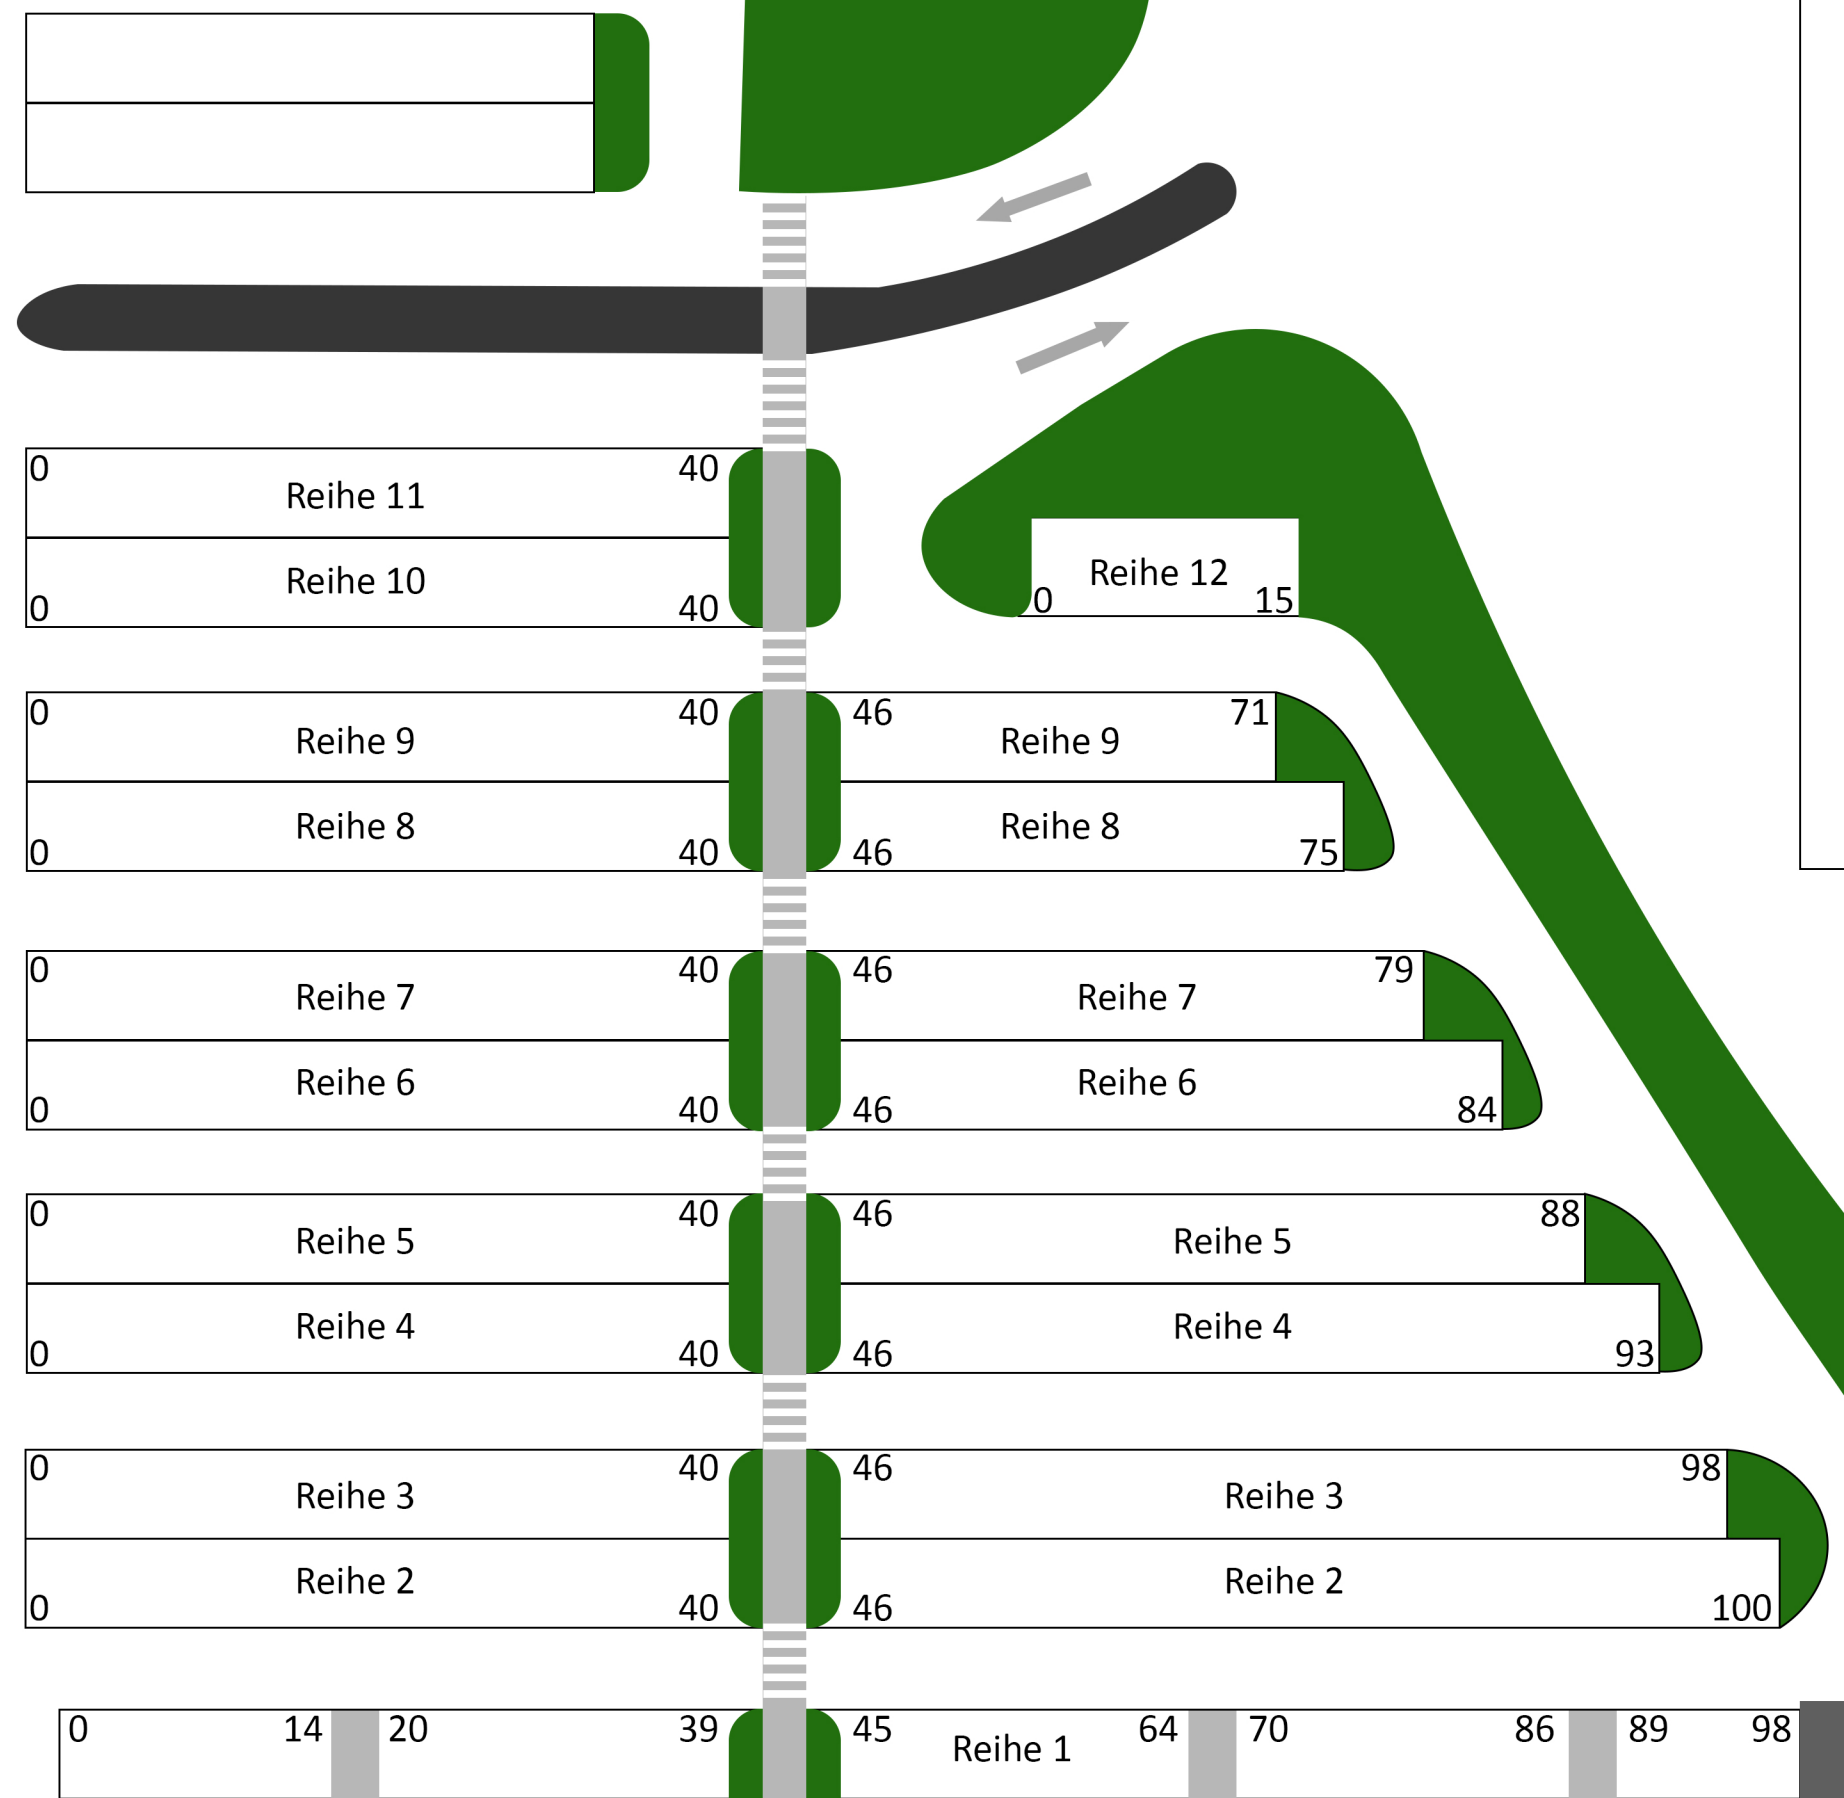 0 40
Reihe 11
Reihe 10
0 40
Reihe 12
0 15
0 40 46 71
Reihe 9 Reihe 9
Reihe 8 Reihe 8
0 40 46 75
0 40 46 79
Reihe 7 Reihe 7
Reihe 6 Reihe 6
0 40 46 84
0 40 46 88
Reihe 5 Reihe 5
Reihe 4 Reihe 4
0 40 46 93
0 40 46 98
Reihe 3 Reihe 3
Reihe 2 Reihe 2
0 40 46 100
0 14 20 39 45 64 70 86 89 98
Reihe 1